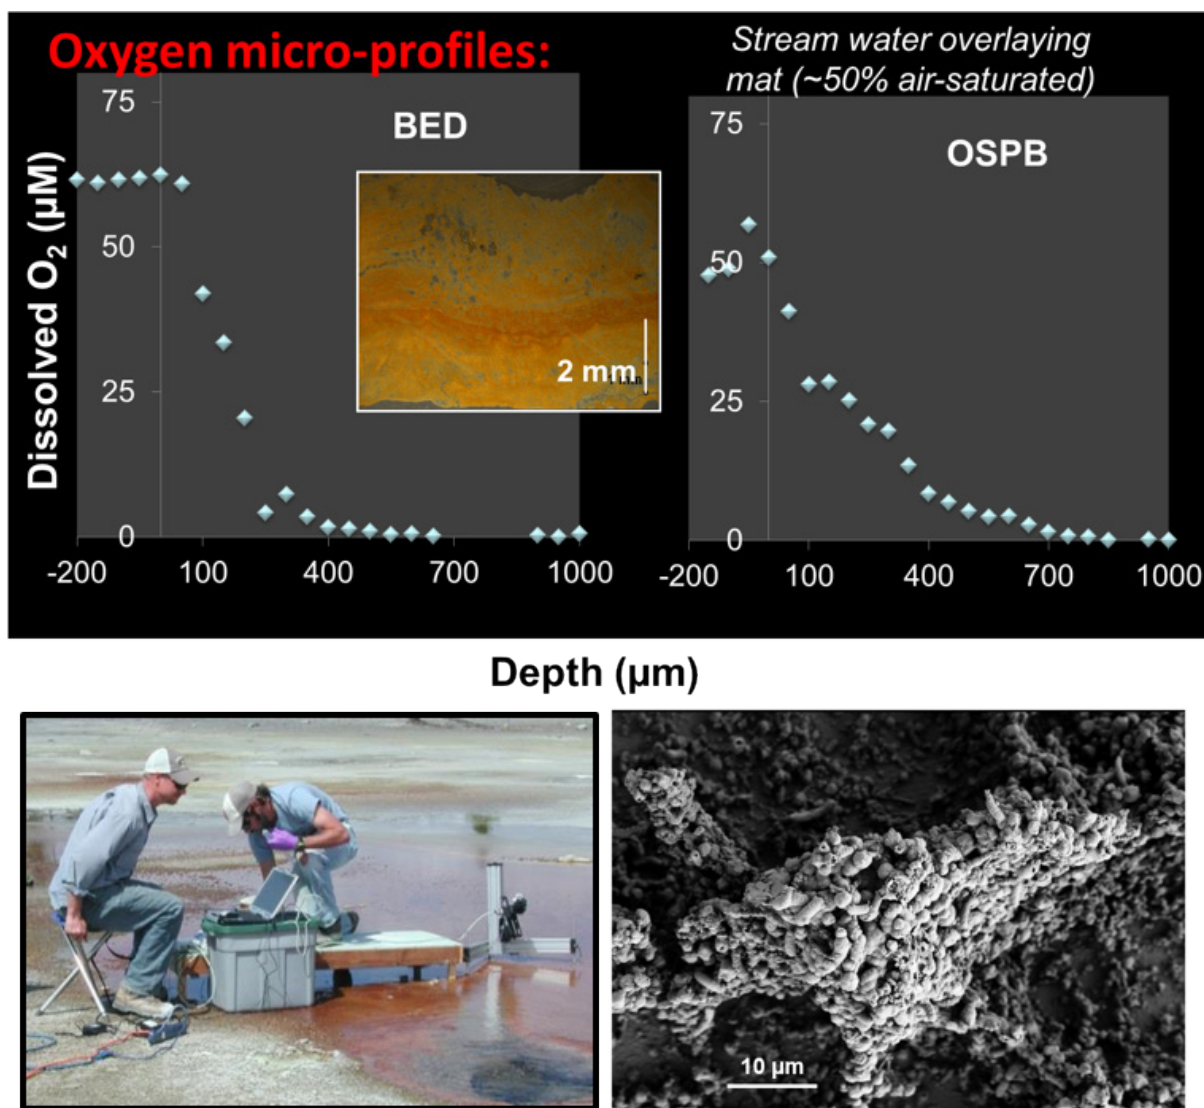 Oxygen micro-profiles:
Stream water overlaying
mat (~50% air-saturated)
BED
OSPB
Dissolved O₂ (µM)
75
50
25
0
-200
100
400
700
1000
2 mm
75
50
25
0
-200
100
400
700
1000
Depth (µm)
10 µm